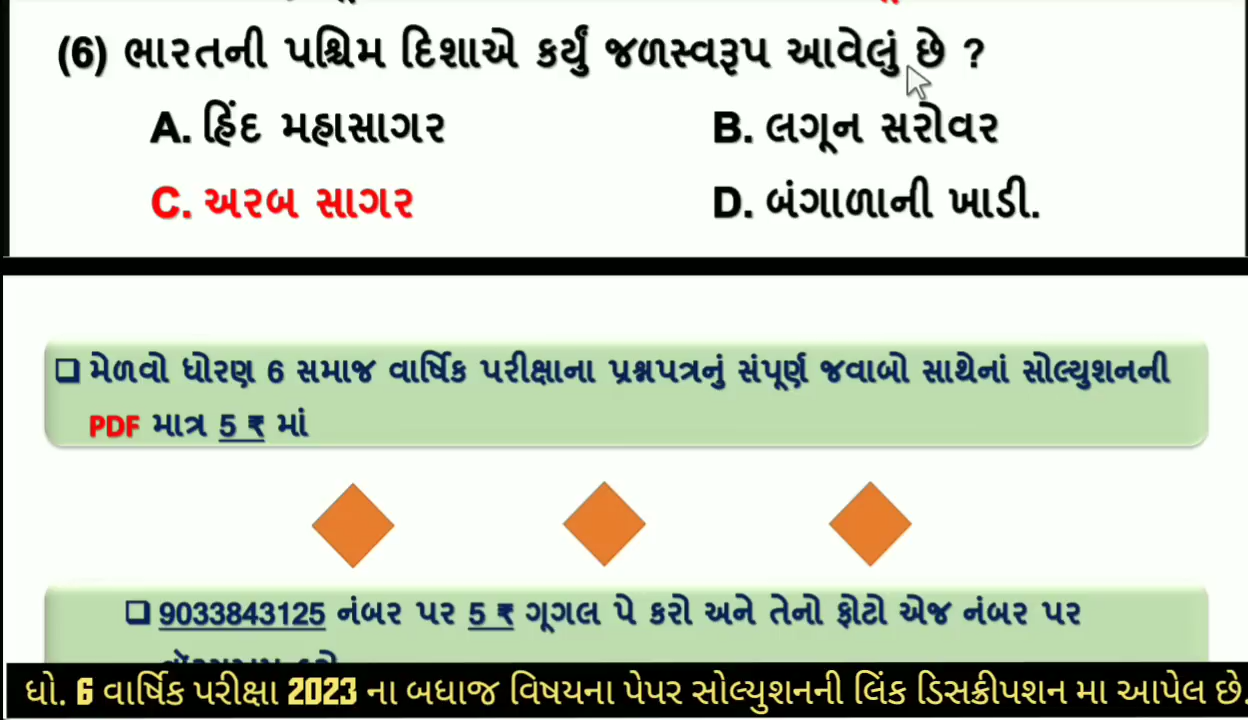 (6) ભારતની પશ્ચિમ દિશાએ કર્યું જળસ્વરૂપ આવેલું છે ?
A. હિંદ મહાસાગર
B. લગૂન સરોવર
C. અરબ સાગર
D. બંગાળાની ખાડી.
❑ મેળવો ધોરણ 6 સમાજ વાર્ષિક પરીક્ષાના પ્રશ્નપત્રનું સંપૂર્ણ જવાબો સાથેનાં સોલ્યુશનની
PDF માત્ર 5 ₹ માં
❑ 9033843125 નંબર પર 5 ₹ ગૂગલ પે કરો અને તેનો ફોટો એજ નંબર પર
ધો. 6 વાર્ષિક પરીક્ષા 2023 ના બધાજ વિષયના પેપર સોલ્યુશનની લિંક ડિસક્રીપશન મા આપેલ છે.